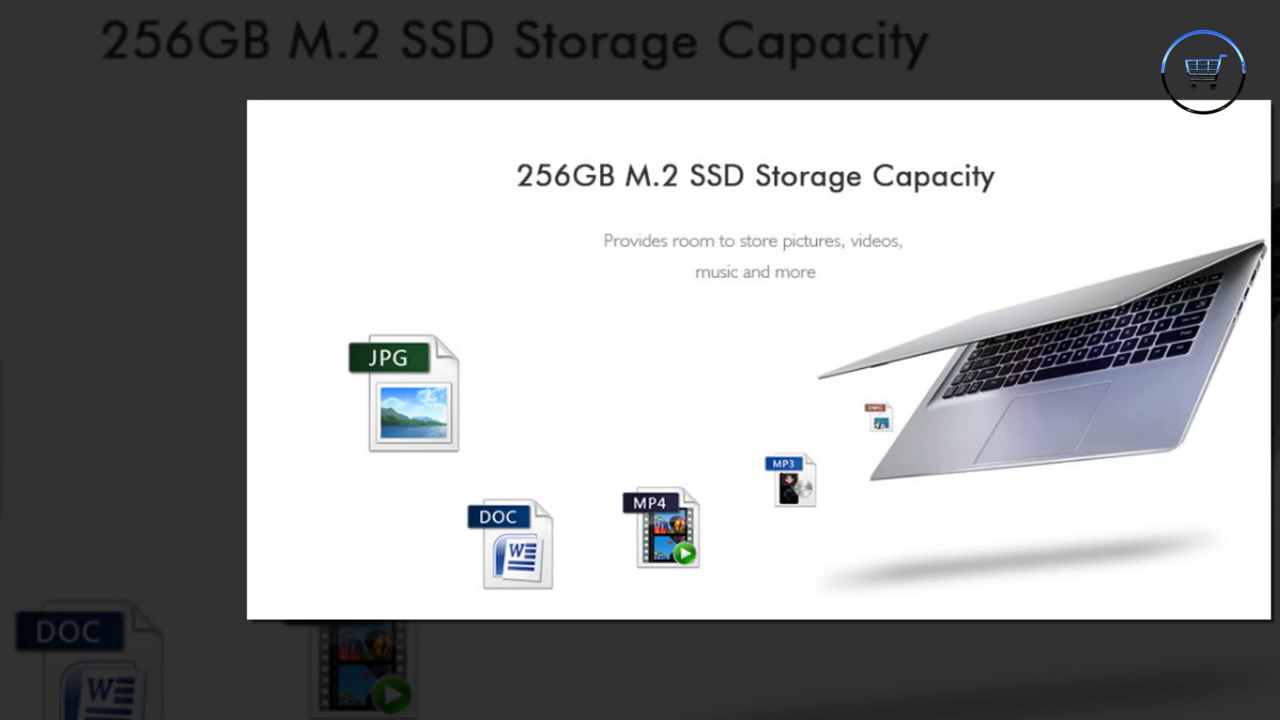 256GB M.2 SSD Storage Capacity
256GB M.2 SSD Storage Capacity
Provides room to store pictures, videos,
music and more
JPG
MP3
DOC
MP4
DOC